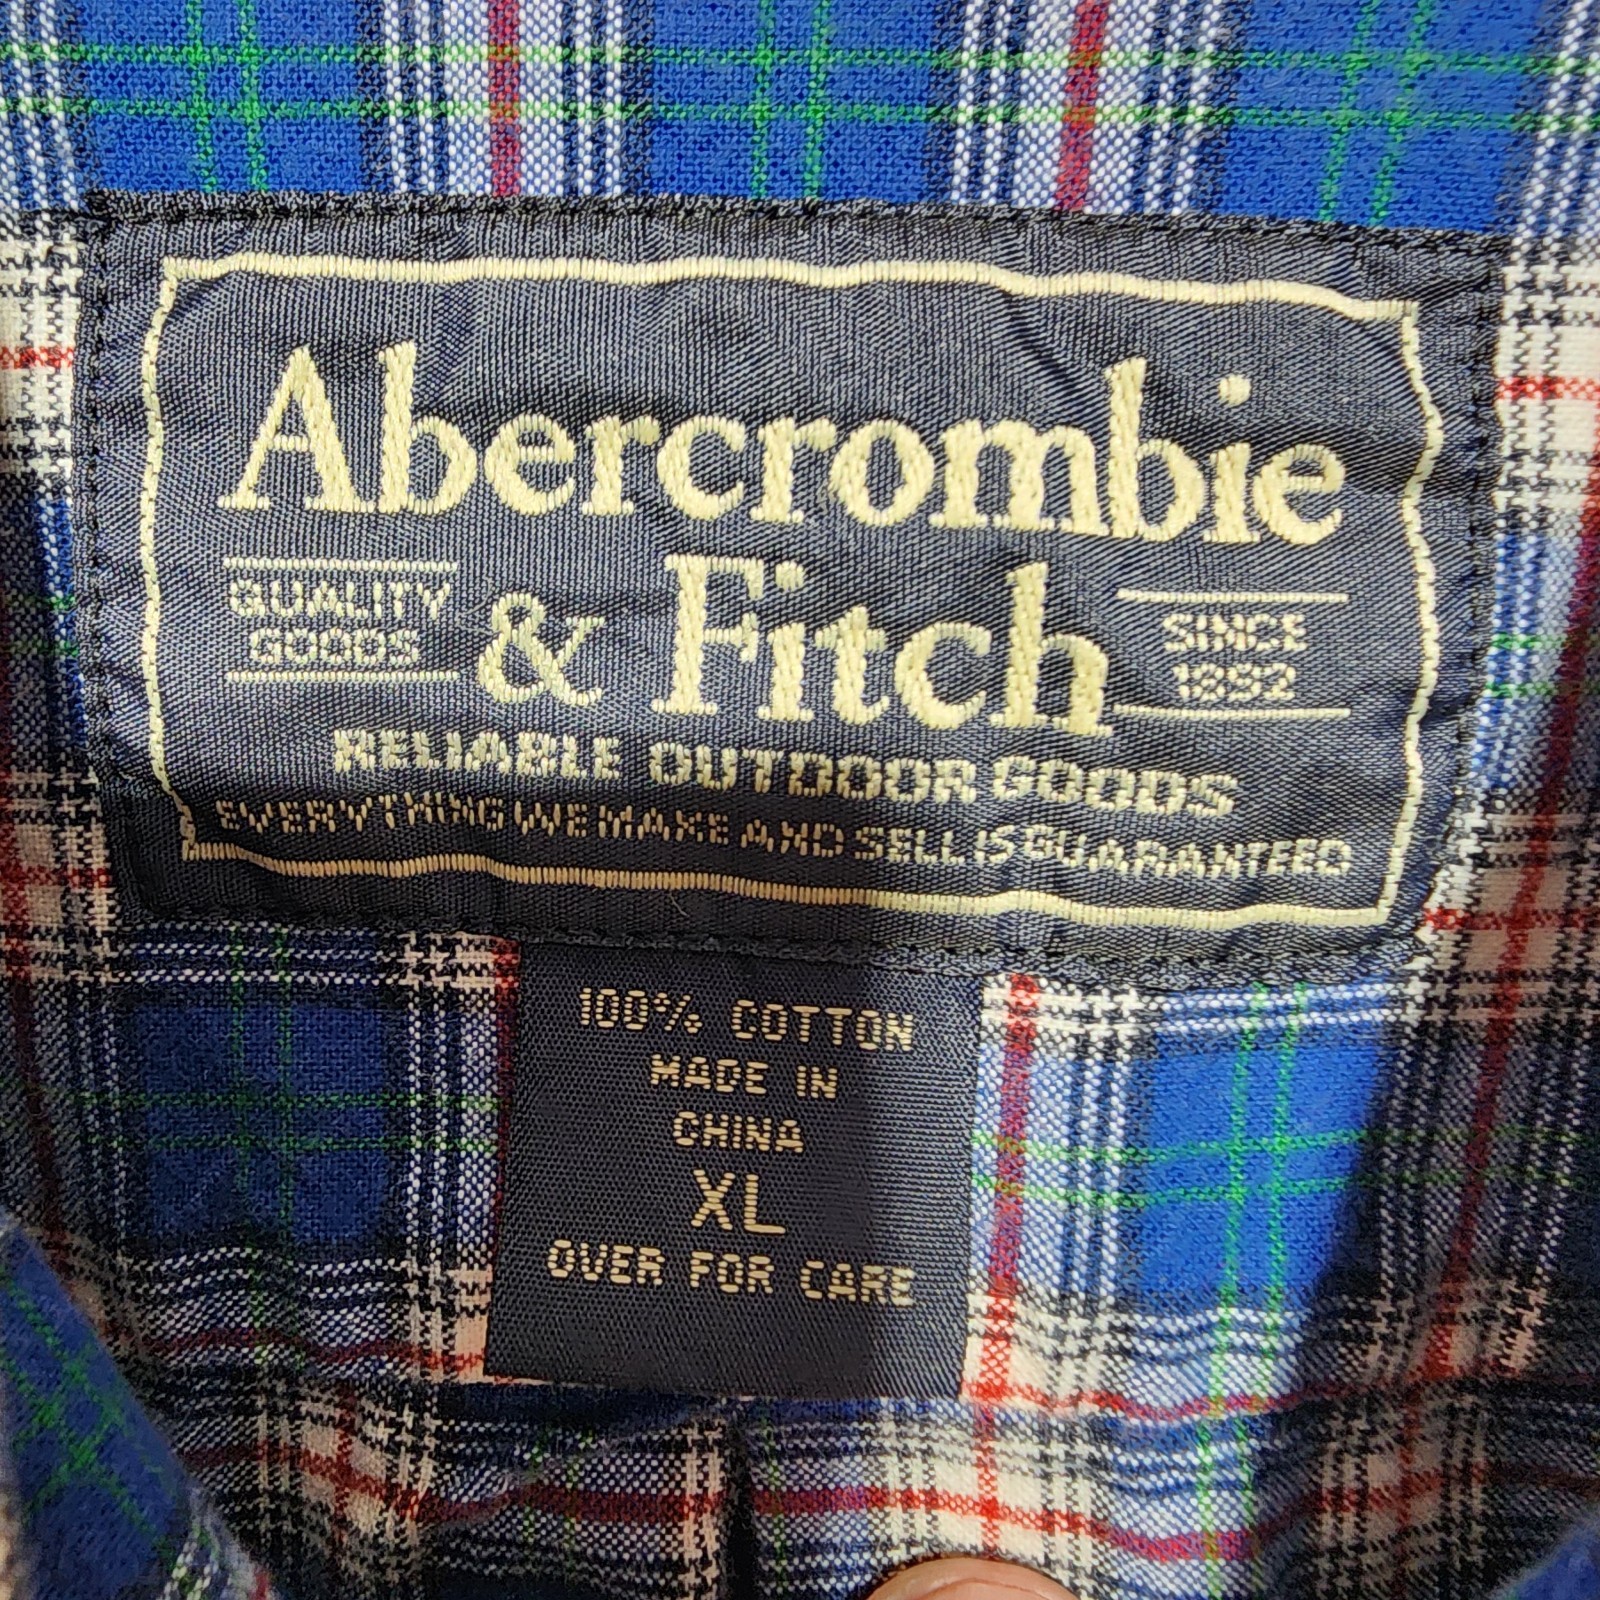 Abercrombie
QUALITY
GOODS
& Fitch
SINCE
1892
RELIABLE OUTDOOR GOODS
EVERYTHING WE MAKE AND SELL IS GUARANTEED
100% COTTON
MADE IN
CHINA
XL
OVER FOR CARE